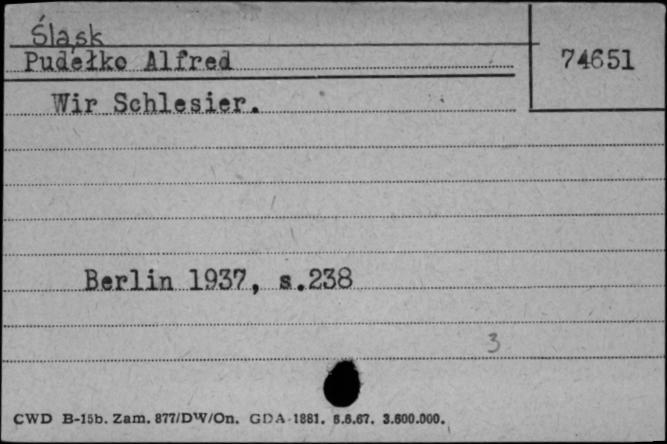 Śląsk
Pudełko Alfred
74651
Wir Schlesier.
Berlin 1937, s.238
3
CWD B-15b. Zam. 877/DW/On. GDA-1881. 6.6.67. 3.600.000.